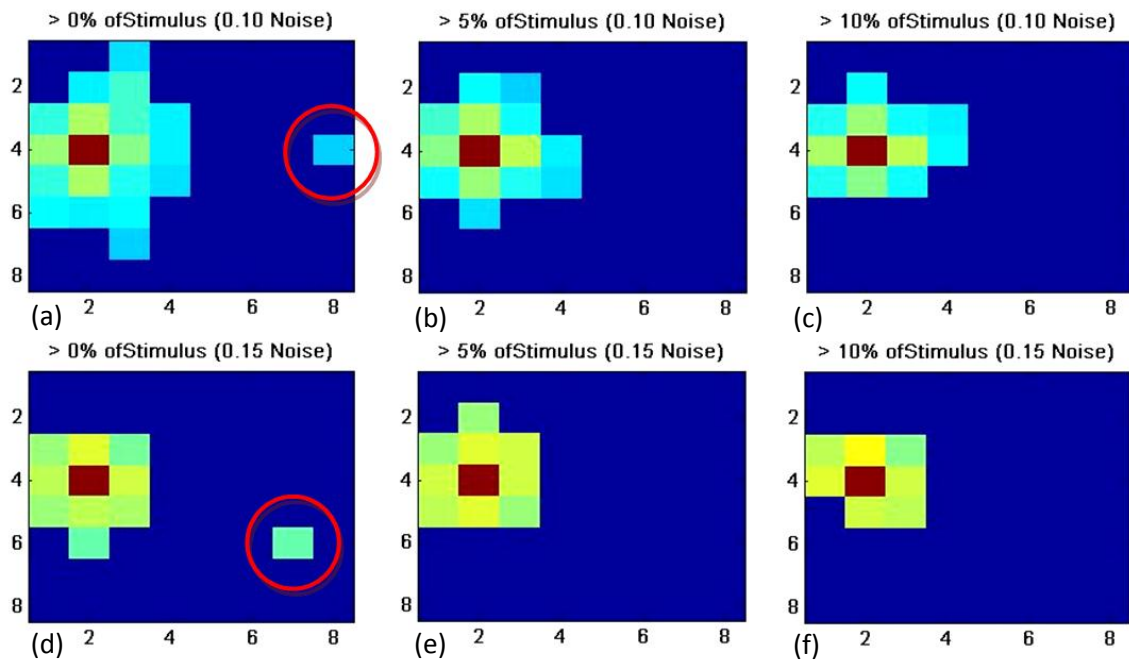 > 0% ofStimulus (0.10 Noise) > 5% ofStimulus (0.10 Noise) > 10% ofStimulus (0.10 Noise)
2 2 2
4 4 4
6 6 6
8 8 8
2 4 6 8 2 4 6 8 2 4 6 8
(a) (b) (c)
> 0% ofStimulus (0.15 Noise) > 5% ofStimulus (0.15 Noise) > 10% ofStimulus (0.15 Noise)
2 2 2
4 4 4
6 6 6
8 8 8
2 4 6 8 2 4 6 8 2 4 6 8
(d) (e) (f)